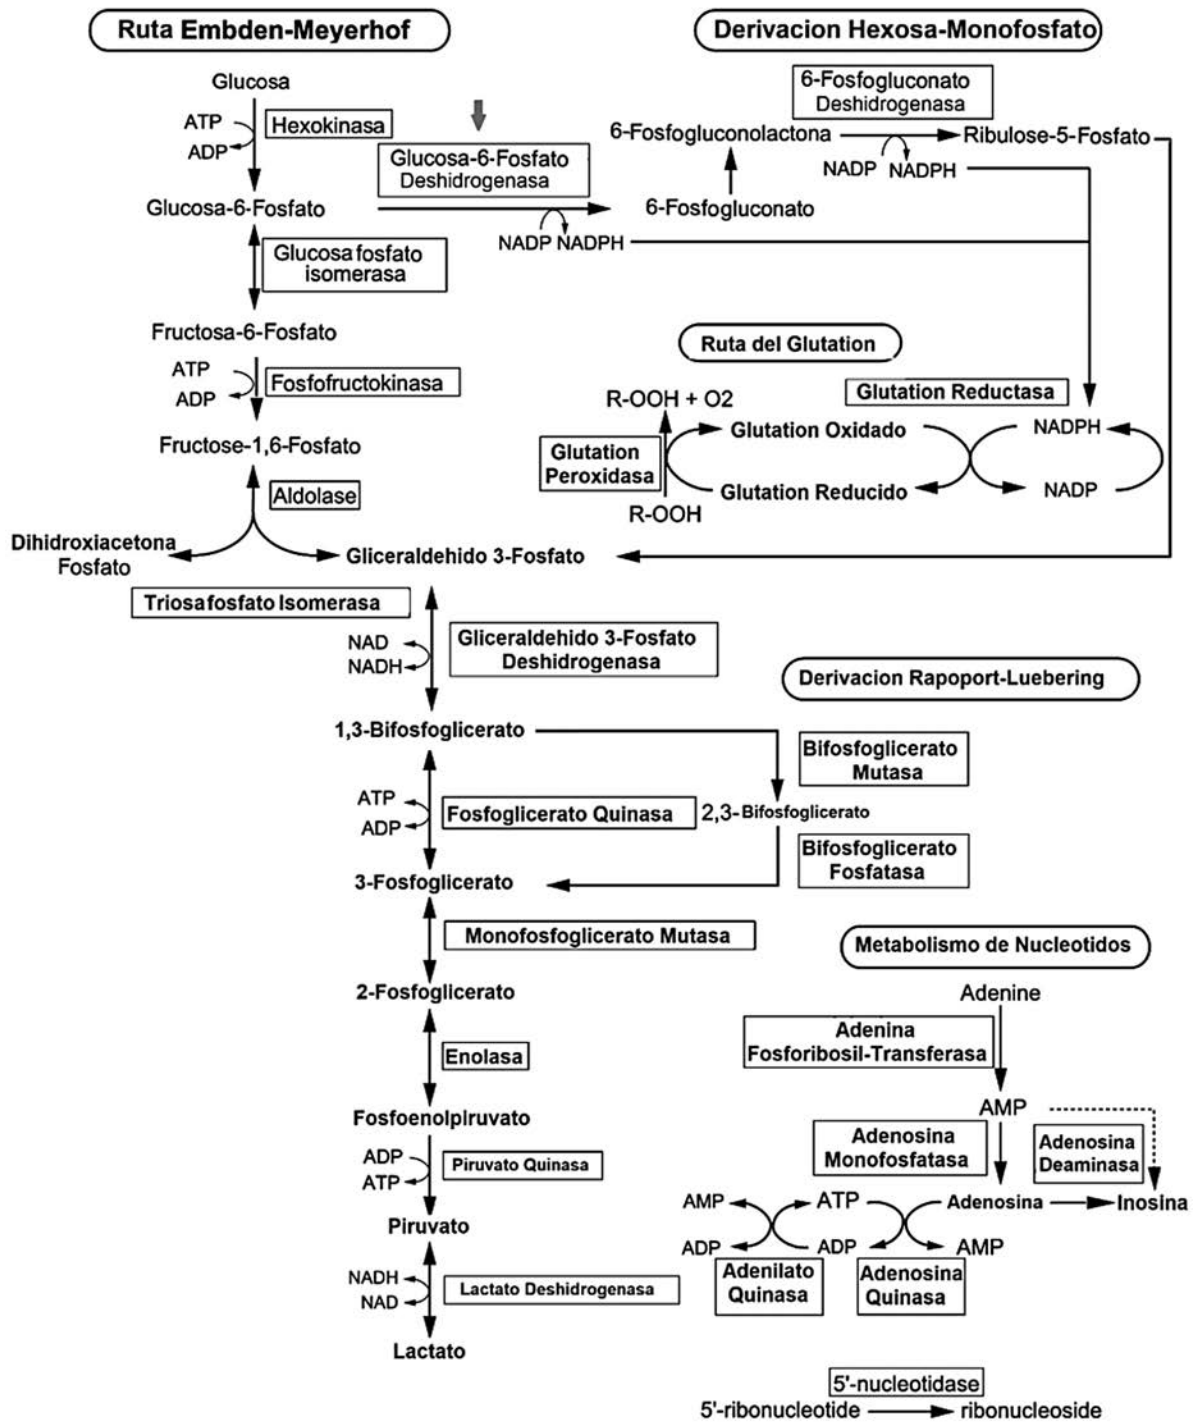 Ruta Embden-Meyerhof
Derivacion Hexosa-Monofosfato
Glucosa
ATP
ADP
Hexokinasa
Glucosa-6-Fosfato
Deshidrogenasa
6-Fosfogluconato
Deshidrogenasa
6-Fosfogluconolactona
Ribulose-5-Fosfato
NADP NADPH
Glucosa-6-Fosfato
6-Fosfogluconato
NADP NADPH
Glucosa fosfato
isomerasa
Fructosa-6-Fosfato
ATP
ADP
Fosfofructokinasa
Fructose-1,6-Fosfato
Aldolase
Ruta del Glutation
Glutation Reductasa
R-OOH + O2
Glutation Oxidado
NADPH
Glutation
Peroxidasa
Glutation Reducido
NADP
R-OOH
Dihidroxiacetona
Fosfato
Gliceraldehido 3-Fosfato
Triosafosfato Isomerasa
NAD
NADH
Gliceraldehido 3-Fosfato
Deshidrogenasa
Derivacion Rapoport-Luebering
1,3-Bifosfoglicerato
Bifosfoglicerato
Mutasa
ATP
ADP
Fosfoglicerato Quinasa
2,3-Bifosfoglicerato
Bifosfoglicerato
Fosfatasa
3-Fosfoglicerato
Monofosfoglicerato Mutasa
2-Fosfoglicerato
Enolasa
Fosfoenolpiruvato
ADP
ATP
Piruvato Quinasa
Piruvato
NADH
NAD
Lactato Deshidrogenasa
Lactato
Metabolismo de Nucleotidos
Adenine
Adenina
Fosforibosil-Transferasa
AMP
Adenosina
Monofosfatasa
Adenosina
Deaminasa
AMP
ATP
Adenosina
Inosina
ADP
ADP
AMP
Adenilato
Quinasa
Adenosina
Quinasa
5'-nucleotidase
5'-ribonucleotide
ribonucleoside